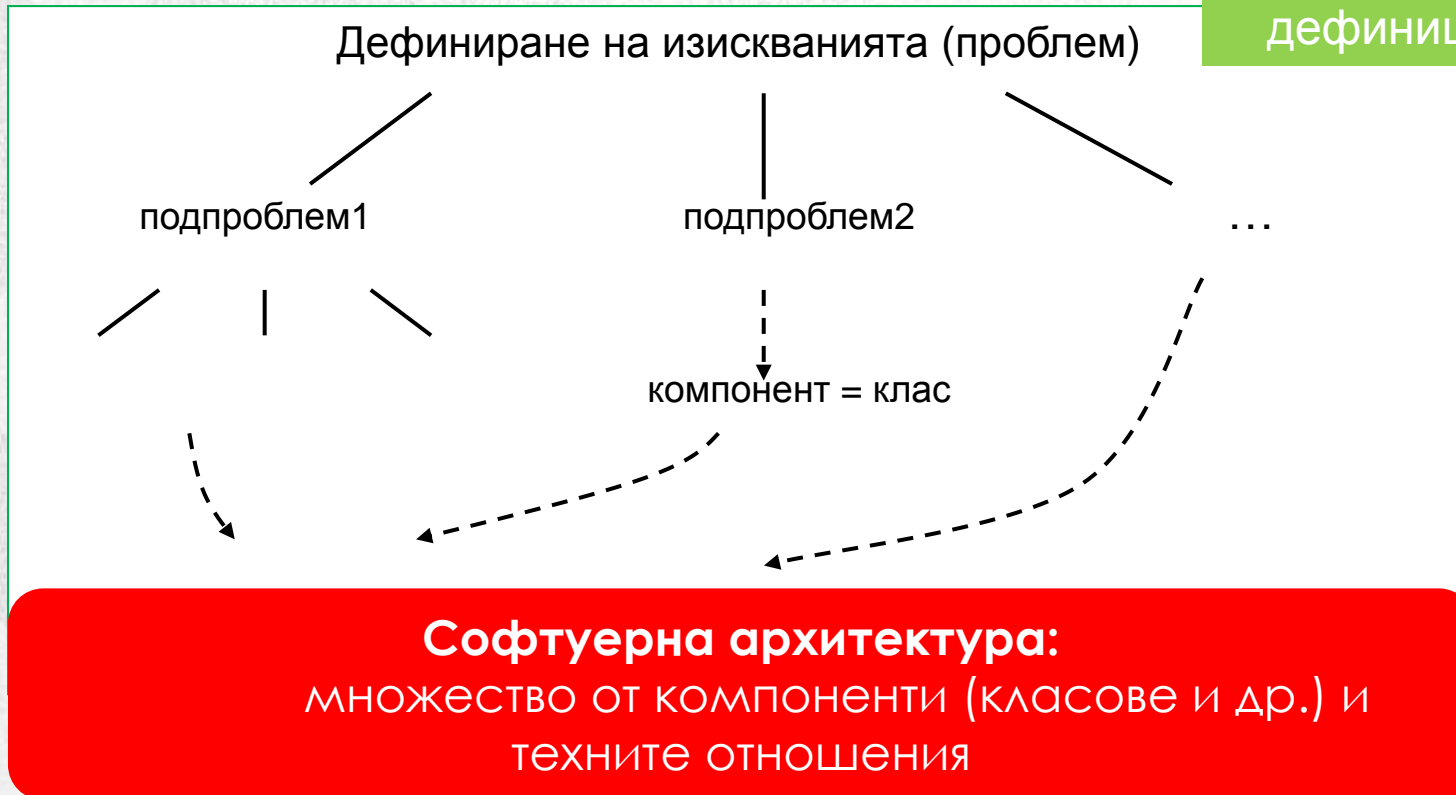 дефиниц
Дефиниране на изискванията (проблем)
подпроблем1 подпроблем2 ...
компонент = клас
Софтуерна архитектура:
множество от компоненти (класове и др.) и
техните отношения